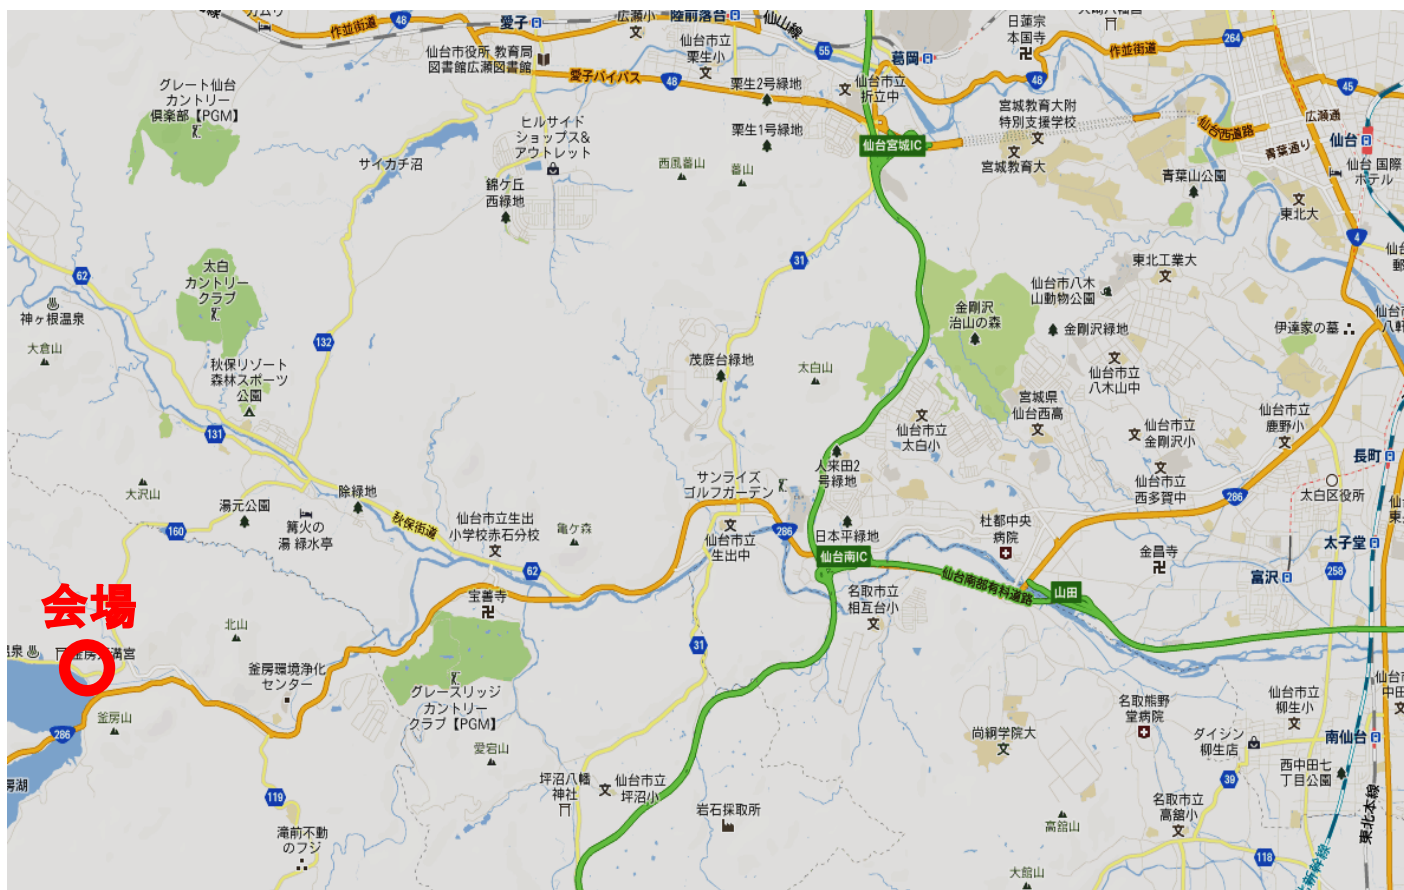 愛子
広瀬小
陸前落合
仙山線
日蓮宗
本国寺
作並街道
48
264
作並街道
55
葛岡
仙台市役所 教育局
図書館広瀬図書館
仙台市立
栗生小
愛子バイパス
48
栗生2号緑地
仙台市立
折立中
48
45
グレート仙台
カントリー
倶楽部【PGM】
ヒルサイド
ショップス&
アウトレット
栗生1号緑地
宮城教育大附
特別支援学校
仙台西道路
広瀬通
仙台
仙台宮城IC
青葉通り
サイカチ沼
西風蕃山
蕃山
宮城教育大
仙台 国際
ホテル
錦ケ丘
西緑地
青葉山公園
東北大
4
62
太白
カントリー
クラブ
31
東北工業大
仙台市八木
山動物公園
神ヶ根温泉
金剛沢
治山の森
金剛沢緑地
伊達家の墓
大倉山
132
秋保リゾート
森林スポーツ
公園
茂庭台緑地
太白山
仙台市立
八木山中
宮城県
仙台西高
131
仙台市立
太白小
仙台市立
金剛沢小
仙台市立
鹿野小
長町
大沢山
サンライズ
ゴルフガーデン
人来田2
号緑地
仙台市立
西多賀中
286
太白区役所
湯元公園
除緑地
篝火の
湯 緑水亭
160
秋保街道
仙台市立生出
小学校赤石分校
亀ケ森
仙台市立
生出中
286
日本平緑地
杜都中央
病院
金昌寺
太子堂
仙台南IC
62
仙台南部有料道路
山田
富沢
258
会場
宝善寺
名取市立
相互台小
北山
31
釜房環境浄化
センター
グレースリッジ
カントリー
クラブ【PGM】
釜房山
286
名取熊野
堂病院
仙台市立
柳生小
尚絅学院大
ダイシン
柳生店
南仙台
愛宕山
119
坪沼八幡
神社
仙台市立
坪沼小
岩石採取所
39
西中田七
丁目公園
名取市立
高舘小
高舘山
東北本線
滝前不動
のフジ
118
大館山
新幹線